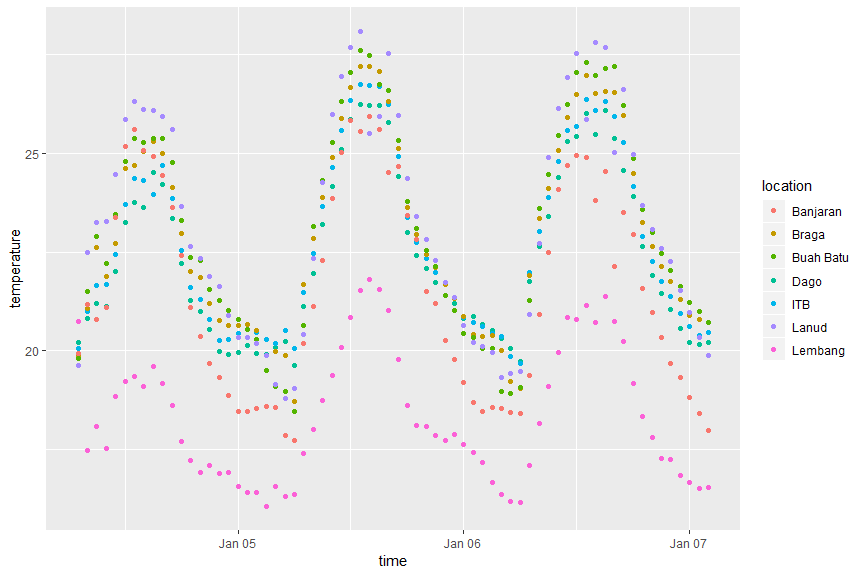 temperature
25
20
Jan 05
Jan 06
Jan 07
time
location
Banjaran
Braga
Buah Batu
Dago
ITB
Lanud
Lembang